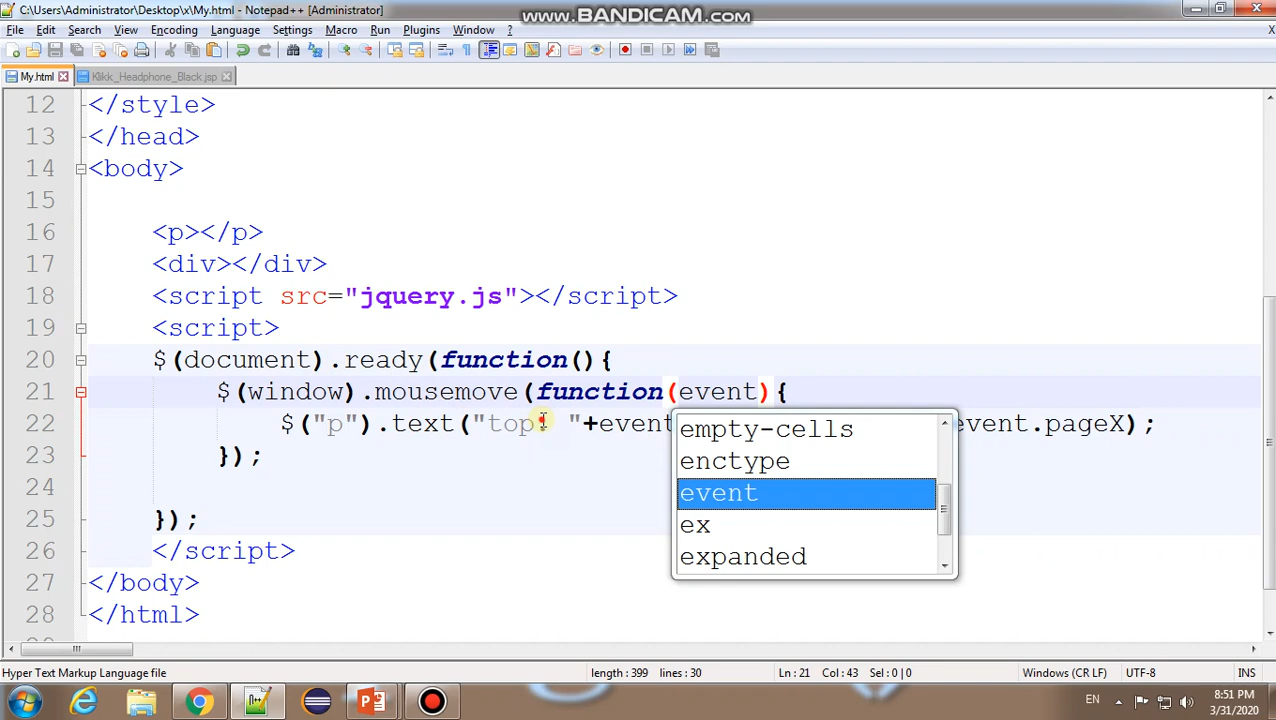 C:\Users\Administrator\Desktop\x\My.html - Notepad++ [Administrator]
www.BANDICAM.com
File Edit Search View Encoding Language Settings Macro Run Plugins Window ? X
My.html Klikk_Headphone_Black.jsp
12 </style>
13 </head>
14 <body>
15
16 <p></p>
17 <div></div>
18 <script src="jquery.js"></script>
19 <script>
20 $(document).ready(function(){
21 $(window).mousemove(function(event){
22 $("p").text("top: "+event event.pageX);
23 });
24
25 });
26 </script>
27 </body>
28 </html>
empty-cells
enctype
event
ex
expanded
Hyper Text Markup Language file length : 399 lines : 30 Ln : 21 Col : 43 Sel : 0 | 0 Windows (CR LF) UTF-8 INS
EN 8:51 PM
3/31/2020